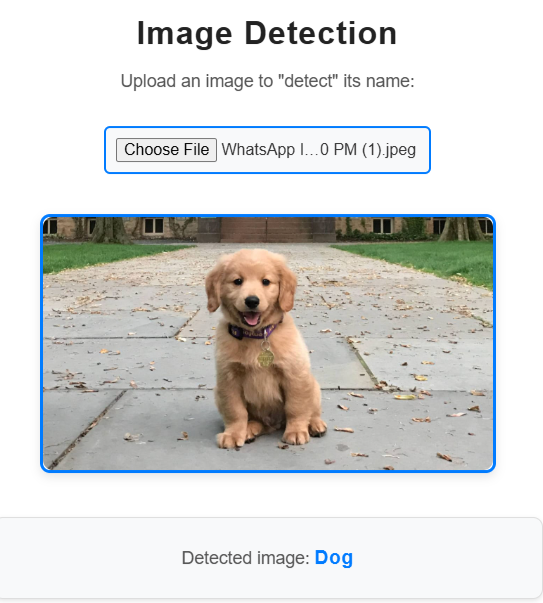 Image Detection
Upload an image to "detect" its name:
Choose File WhatsApp I...0 PM (1).jpeg
Detected image: Dog